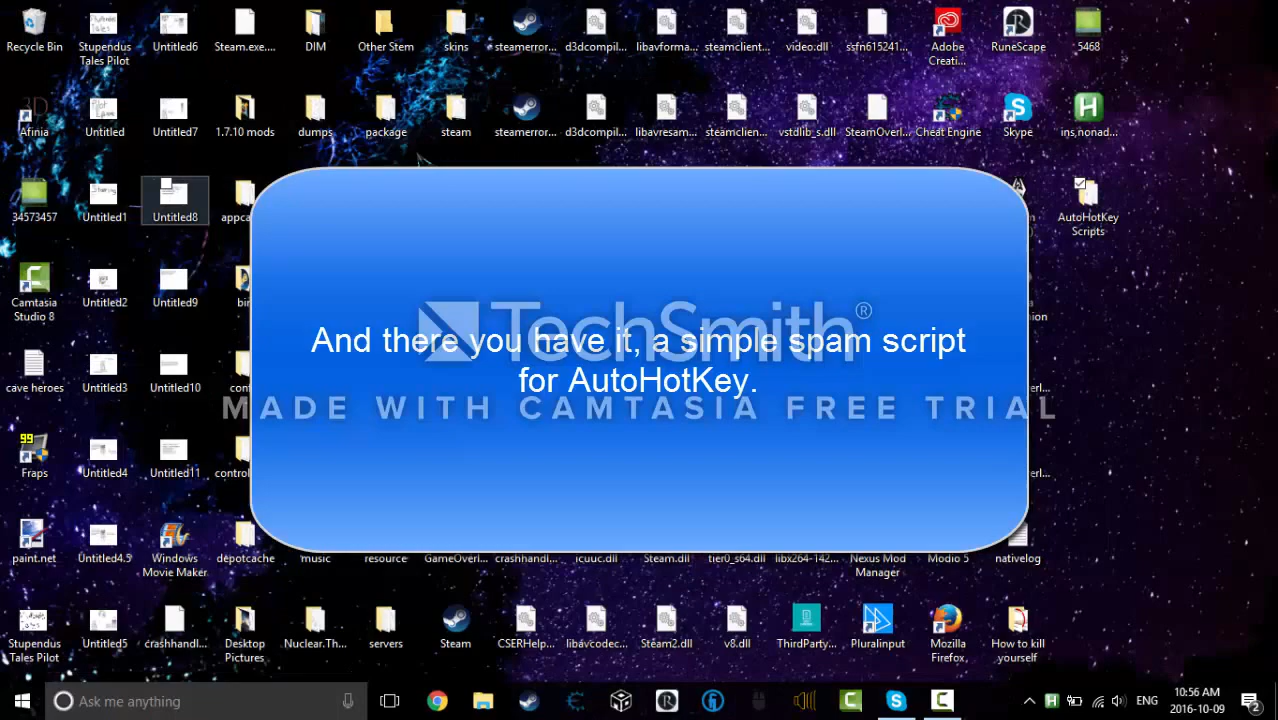 Recycle Bin
Stupendus
Tales Pilot
Untitled6
Steam.exe....
DIM
Other Stem
skins
steamerror...
d3dcompil...
libavforma...
steamclient...
video.dll
ssfn615241...
Adobe
Creati...
RuneScape
5468
Afinia
Untitled
Untitled7
1.7.10 mods
dumps
package
steam
steamerror...
d3dcompil...
libavresam...
steamclien...
vstdlib_s.dll
SteamOverl...
Cheat Engine
Skype
ins,nonad...
34573457
Untitled1
Untitled8
AutoHotKey
Scripts
Camtasia
Studio 8
Untitled2
Untitled9
TechSmith®
And there you have it, a simple spam script
for AutoHotKey.
MADE WITH CAMTASIA FREE TRIAL
cave heroes
Untitled3
Untitled10
99
Fraps
Untitled4
Untitled11
paint.net
Untitled4.5
Windows
Movie Maker
depotcache
music
resource
GameOverl...
crashhandl...
icuuc.dll
Steam.dll
tier0_s64.dll
libx264-142...
Nexus Mod
Manager
Modio 5
nativelog
Stupendus
Tales Pilot
Untitled5
crashhandl...
Desktop
Pictures
Nuclear.Th...
servers
Steam
CSERHelp...
libavcodec...
Steam2.dll
v8.dll
ThirdParty...
Pluralinput
Mozilla
Firefox
How to kill
yourself
Ask me anything
ENG
10:56 AM
2016-10-09
2